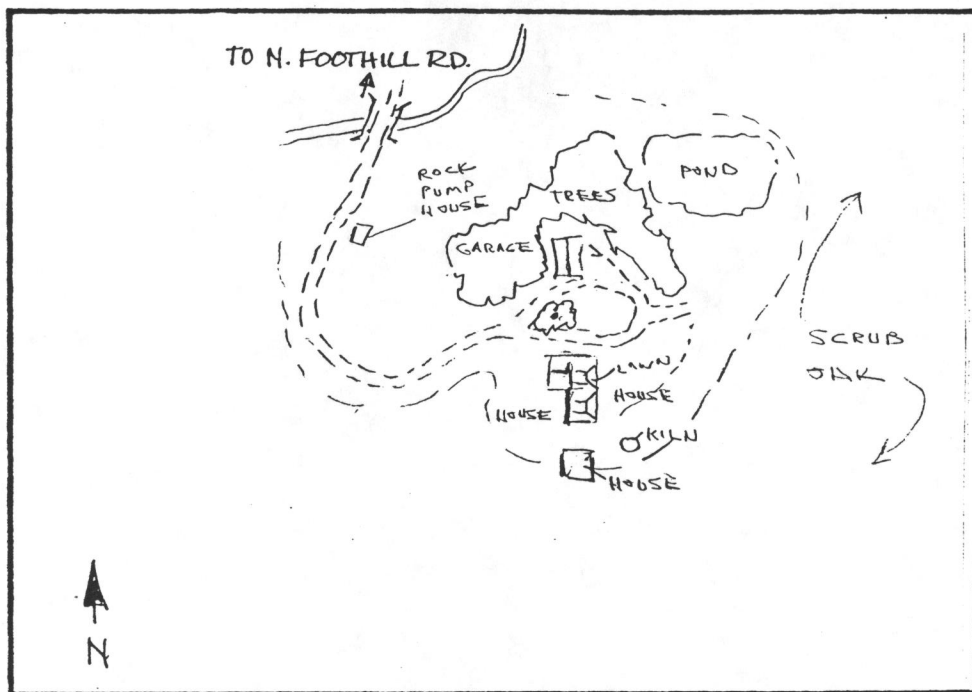 TO N. FOOTHILL RD.
ROCK
PUMP
HOUSE
TREES
POND
GARAGE
SCRUB
OAK
LAWN
HOUSE
HOUSE
KILN
HOUSE
N